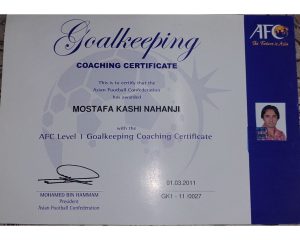 Goalkeeping
COACHING CERTIFICATE
This is to certify that the
Asian Football Confederation
has awarded
MOSTAFA KASHI NAHANJI
with the
AFC Level 1 Goalkeeping Coaching Certificate
MOHAMED BIN HAMMAM
President
Asian Football Confederation
01.03.2011
GK1 - 11 /0027
AFC
The Future is Asia